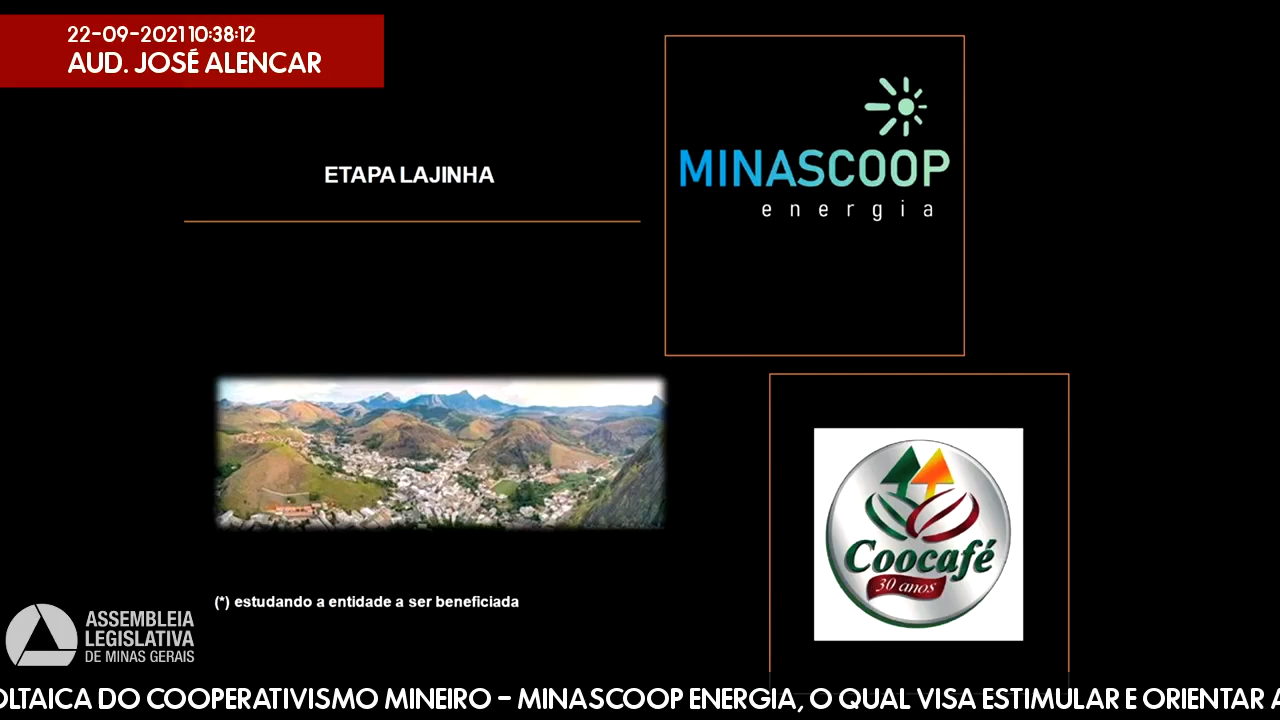 22-09-2021 10:38:12
AUD. JOSÉ ALENCAR
ETAPA LAJINHA
MINASCOOP
energia
Coocafé
30 anos
(*) estudando a entidade a ser beneficiada
ASSEMBLEIA
LEGISLATIVA
DE MINAS GERAIS
OLTAICA DO COOPERATIVISMO MINEIRO - MINASCOOP ENERGIA, O QUAL VISA ESTIMULAR E ORIENTAR A